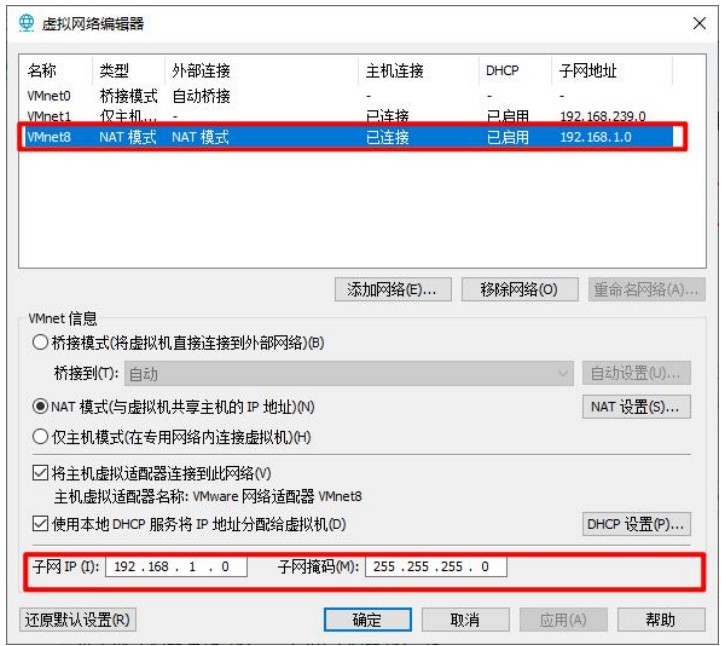 虚拟网络编辑器
名称 类型 外部连接 主机连接 DHCP 子网地址
VMnet0 桥接模式 自动桥接 - - -
VMnet1 仅主机... - 已连接 已启用 192.168.239.0
VMnet8 NAT 模式 NAT 模式 已连接 已启用 192.168.1.0
添加网络(E)... 移除网络(O) 重命名网络(A)...
VMnet 信息
桥接模式(将虚拟机直接连接到外部网络)(B)
桥接到(T): 自动 自动设置(U)...
NAT 模式(与虚拟机共享主机的 IP 地址)(N) NAT 设置(S)...
仅主机模式(在专用网络内连接虚拟机)(H)
将主机虚拟适配器连接到此网络(V)
主机虚拟适配器名称: VMware 网络适配器 VMnet8
使用本地 DHCP 服务将 IP 地址分配给虚拟机(D) DHCP 设置(P)...
子网 IP (I): 192 . 168 . 1 . 0 子网掩码(M): 255 . 255 . 255 . 0
还原默认设置(R) 确定 取消 应用(A) 帮助